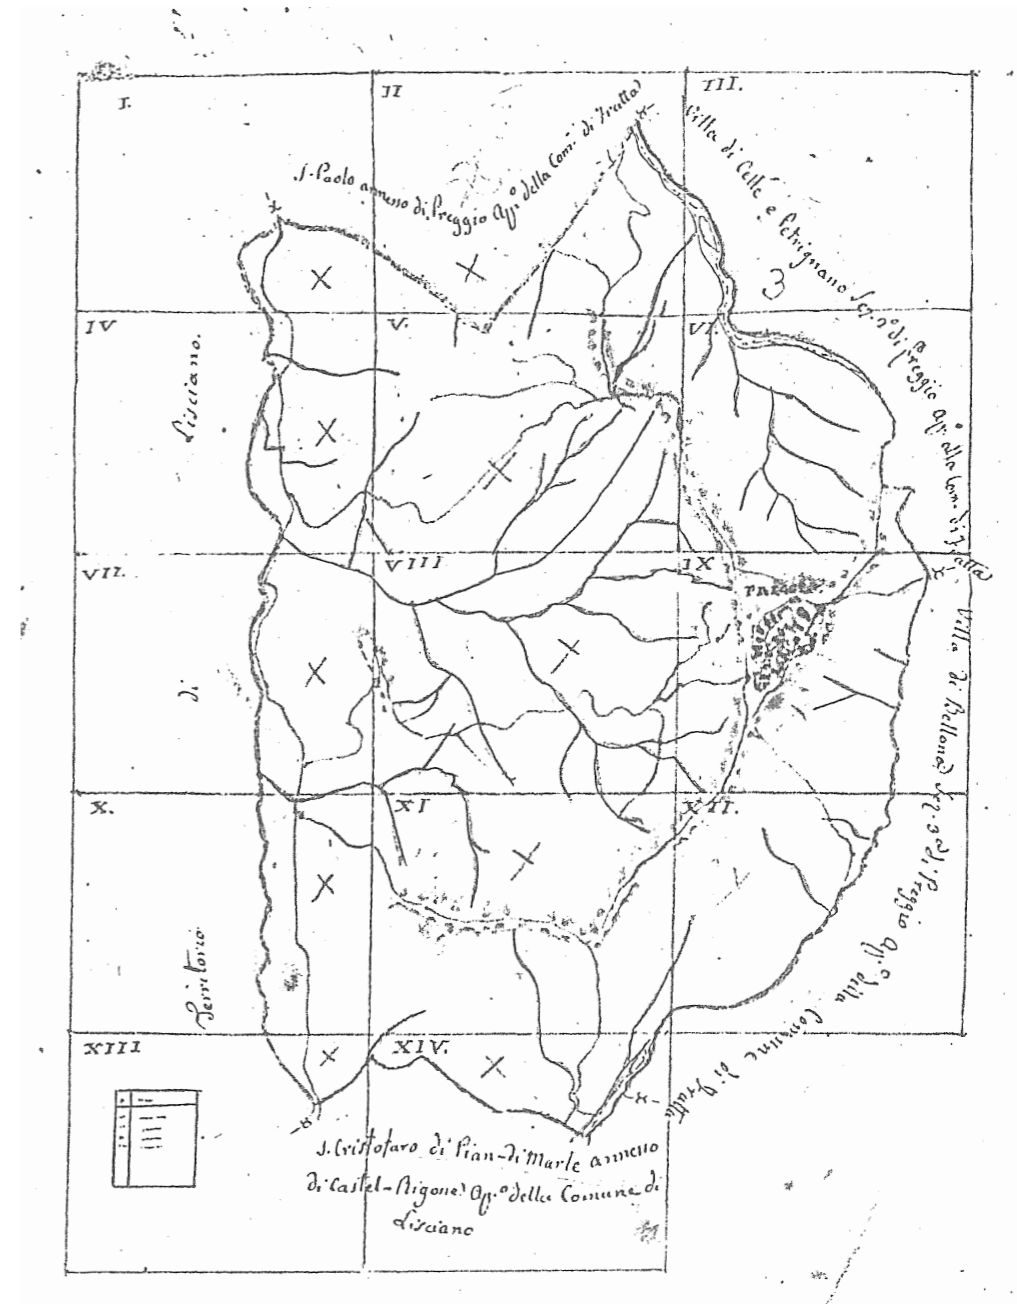 I.
II
III.
S. Paolo annesso di Preggio App.º della Com. di Fratta
Villa di Celle e Petrignano Sez. 2ª di Preggio App. alla Com. di Fratta
3
IV
V.
VI.
Territorio di Lisciano.
VII.
VIII
IX
Villa di Bellona Sez. 3ª di Preggio App.º della Comune di Fratta
X.
XI
XII.
XIII
XIV.
S. Cristofaro di Pian-di Marte annesso
di Castel-Rigone App.º della Comune di
Lisciano